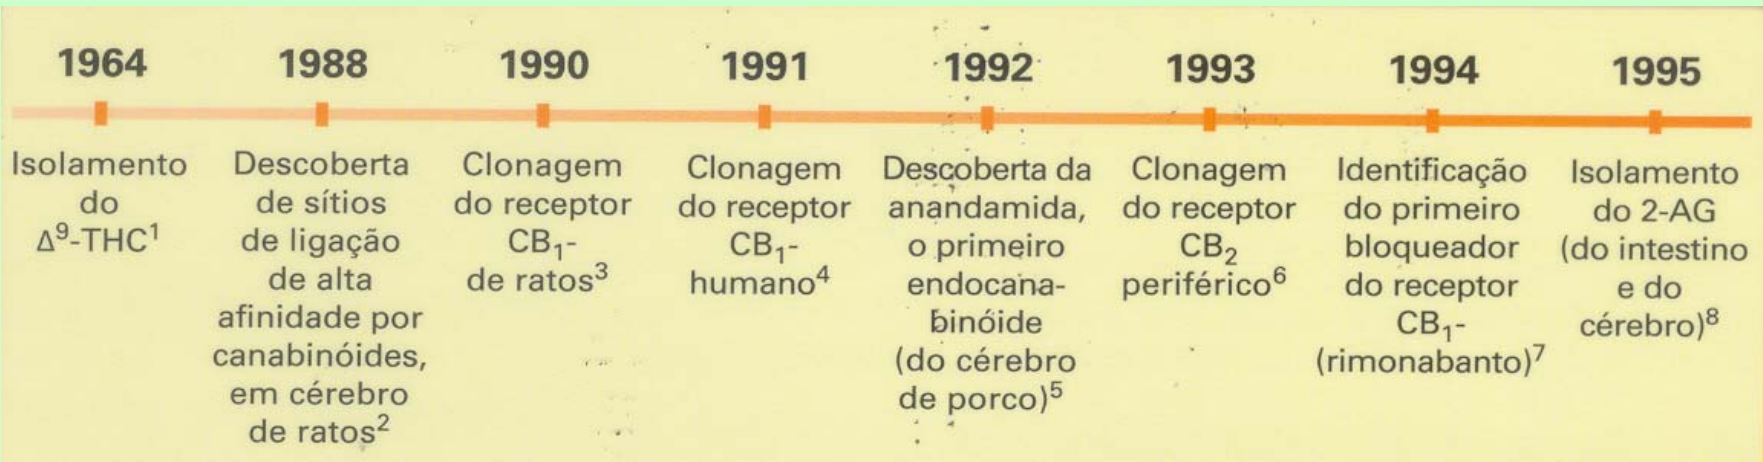 1964
Isolamento
do
Δ⁹-THC¹
1988
Descoberta
de sítios
de ligação
de alta
afinidade por
canabinóides,
em cérebro
de ratos²
1990
Clonagem
do receptor
CB₁-
de ratos³
1991
Clonagem
do receptor
CB₁-
humano⁴
1992
Descoberta da
anandamida,
o primeiro
endocana-
binóide
(do cérebro
de porco)⁵
1993
Clonagem
do receptor
CB₂
periférico⁶
1994
Identificação
do primeiro
bloqueador
do receptor
CB₁-
(rimonabanto)⁷
1995
Isolamento
do 2-AG
(do intestino
e do
cérebro)⁸